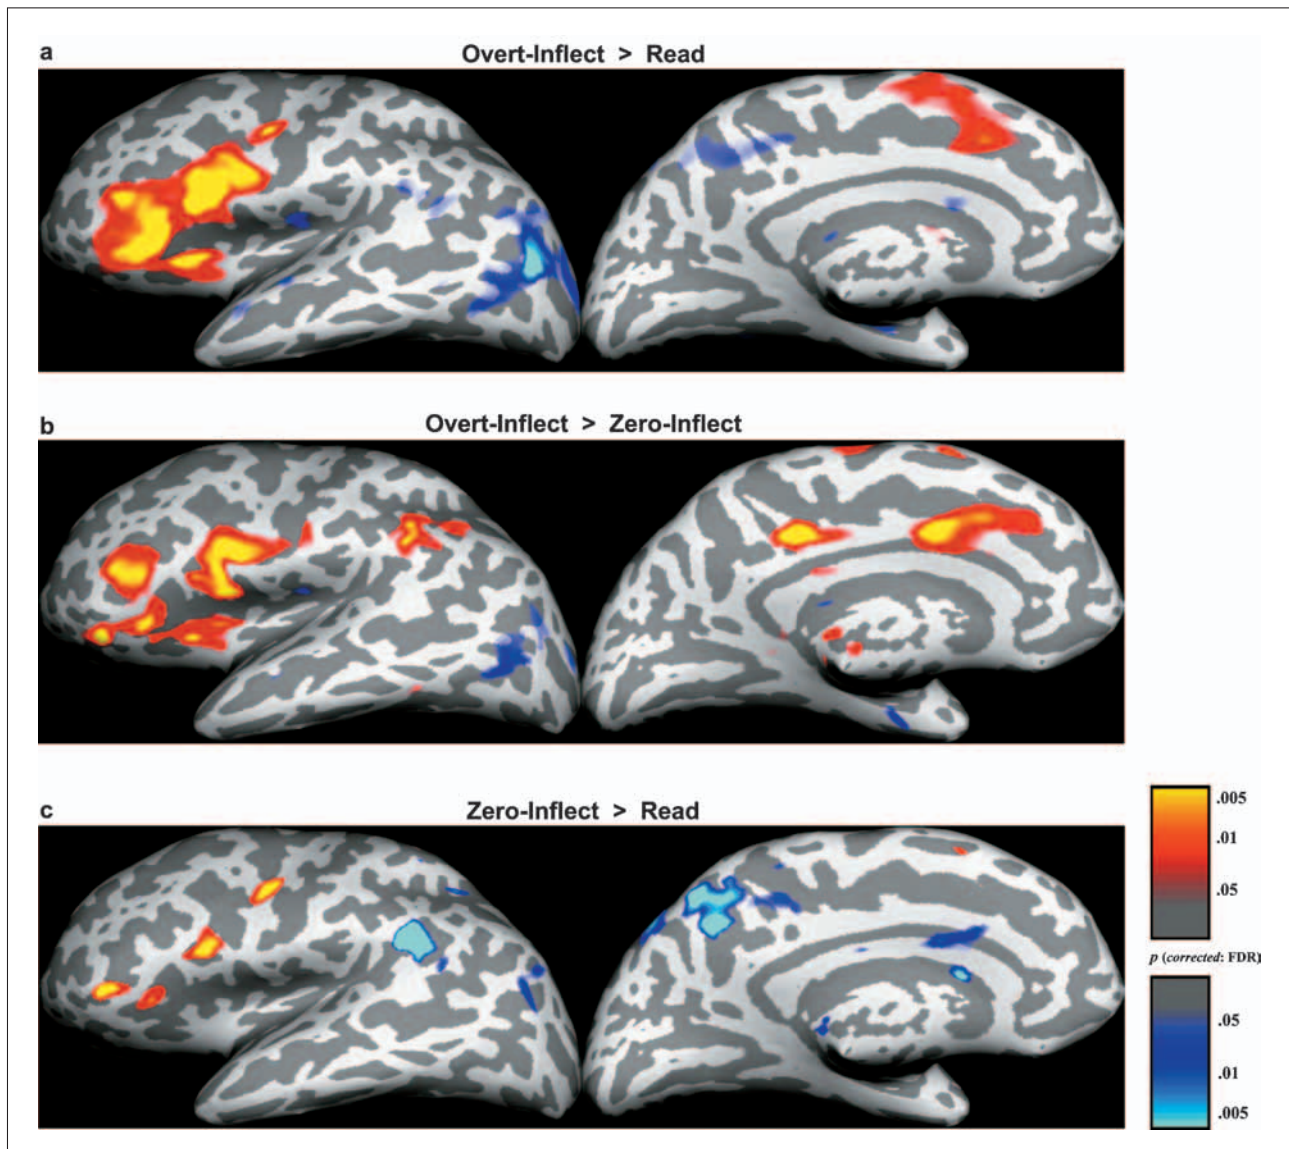 a
Overt-Inflect > Read
b
Overt-Inflect > Zero-Inflect
c
Zero-Inflect > Read
.005
.01
.05
p (corrected: FDR)
.05
.01
.005